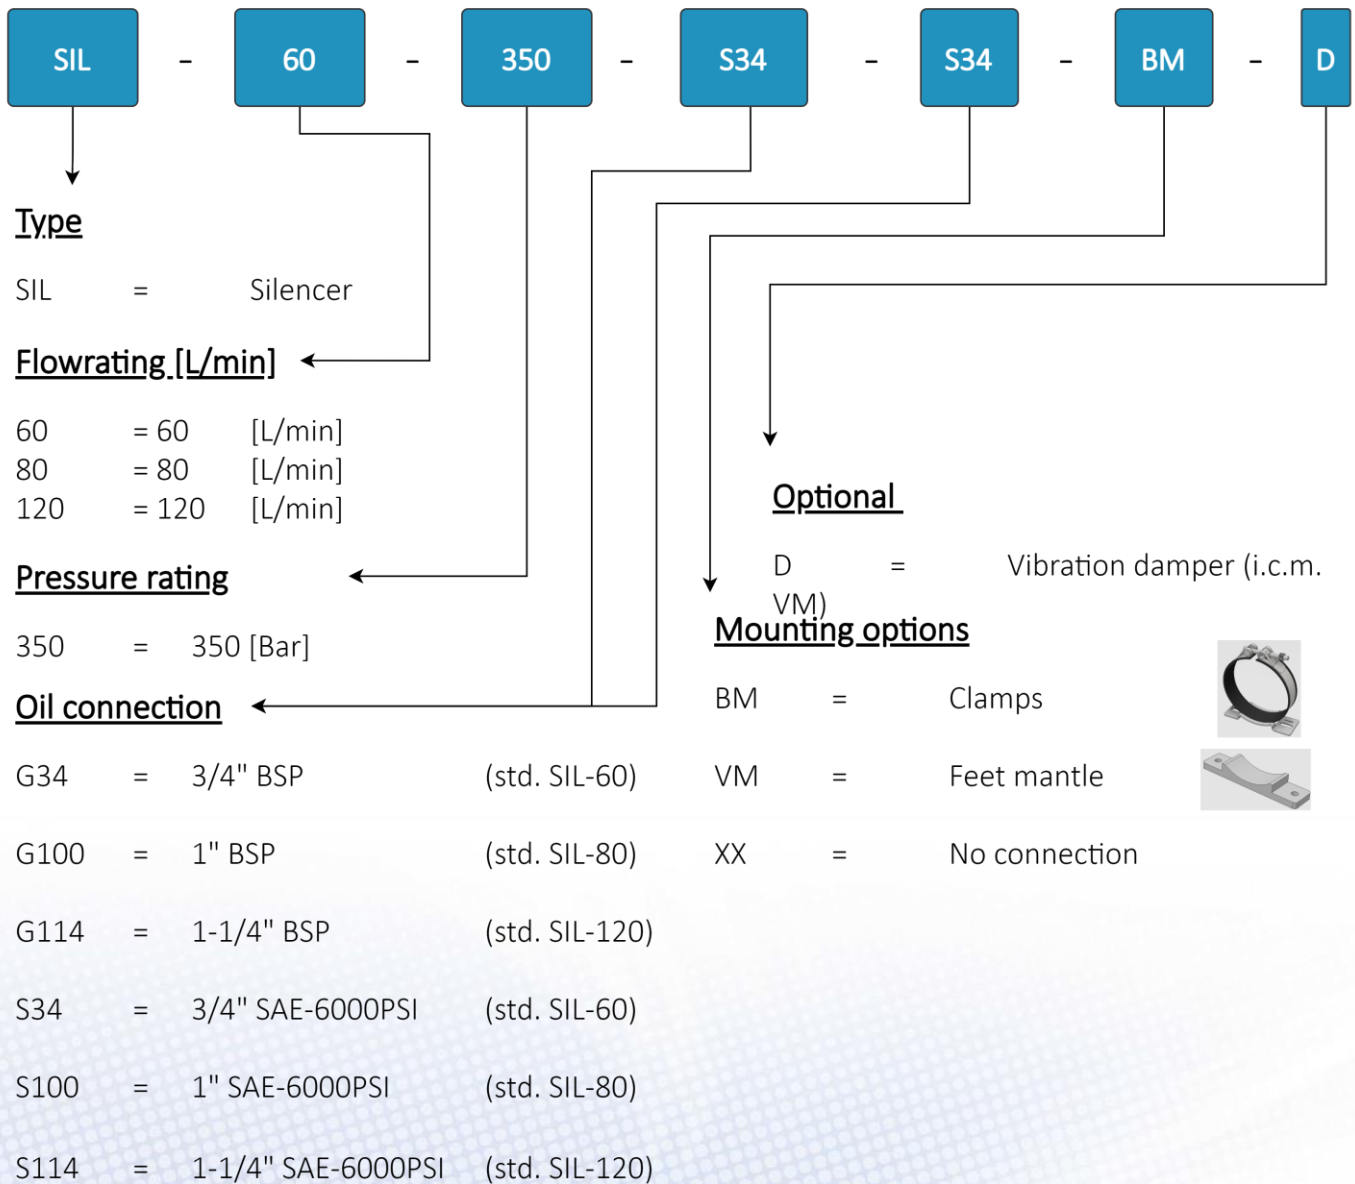 SIL - 60 - 350 - S34 - S34 - BM - D
Type
SIL = Silencer
Flowrating [L/min]
60 = 60 [L/min]
80 = 80 [L/min]
120 = 120 [L/min]
Pressure rating
350 = 350 [Bar]
Oil connection
G34 = 3/4" BSP (std. SIL-60)
G100 = 1" BSP (std. SIL-80)
G114 = 1-1/4" BSP (std. SIL-120)
S34 = 3/4" SAE-6000PSI (std. SIL-60)
S100 = 1" SAE-6000PSI (std. SIL-80)
S114 = 1-1/4" SAE-6000PSI (std. SIL-120)
Optional
D = Vibration damper (i.c.m.
VM)
Mounting options
BM = Clamps
VM = Feet mantle
XX = No connection